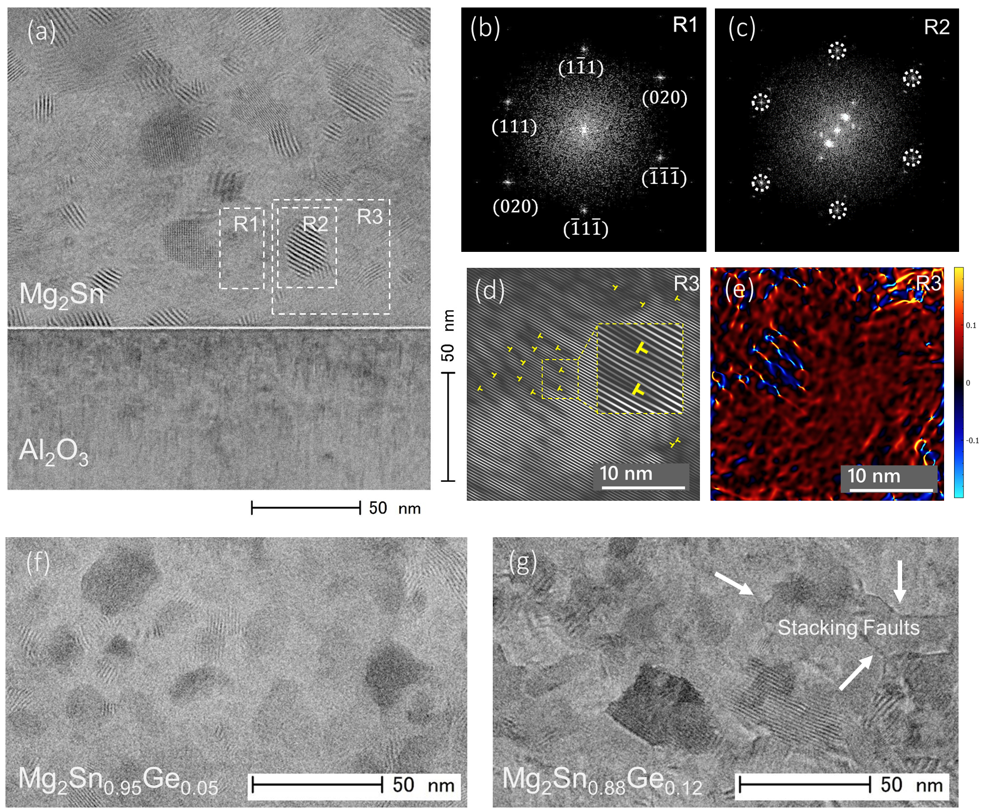 (a)
R1
R2
R3
Mg₂Sn
Al₂O₃
50 nm
50 nm
(b)
R1
(11̅1)
(020)
(111)
(1̅1̅1̅)
(020)
(1̅11̅)
(c)
R2
(d)
R3
10 nm
(e)
R3
10 nm
0.1
0
-0.1
(f)
Mg₂Sn₀.₉₅Ge₀.₀₅
50 nm
(g)
Stacking Faults
Mg₂Sn₀.₈₈Ge₀.₁₂
50 nm